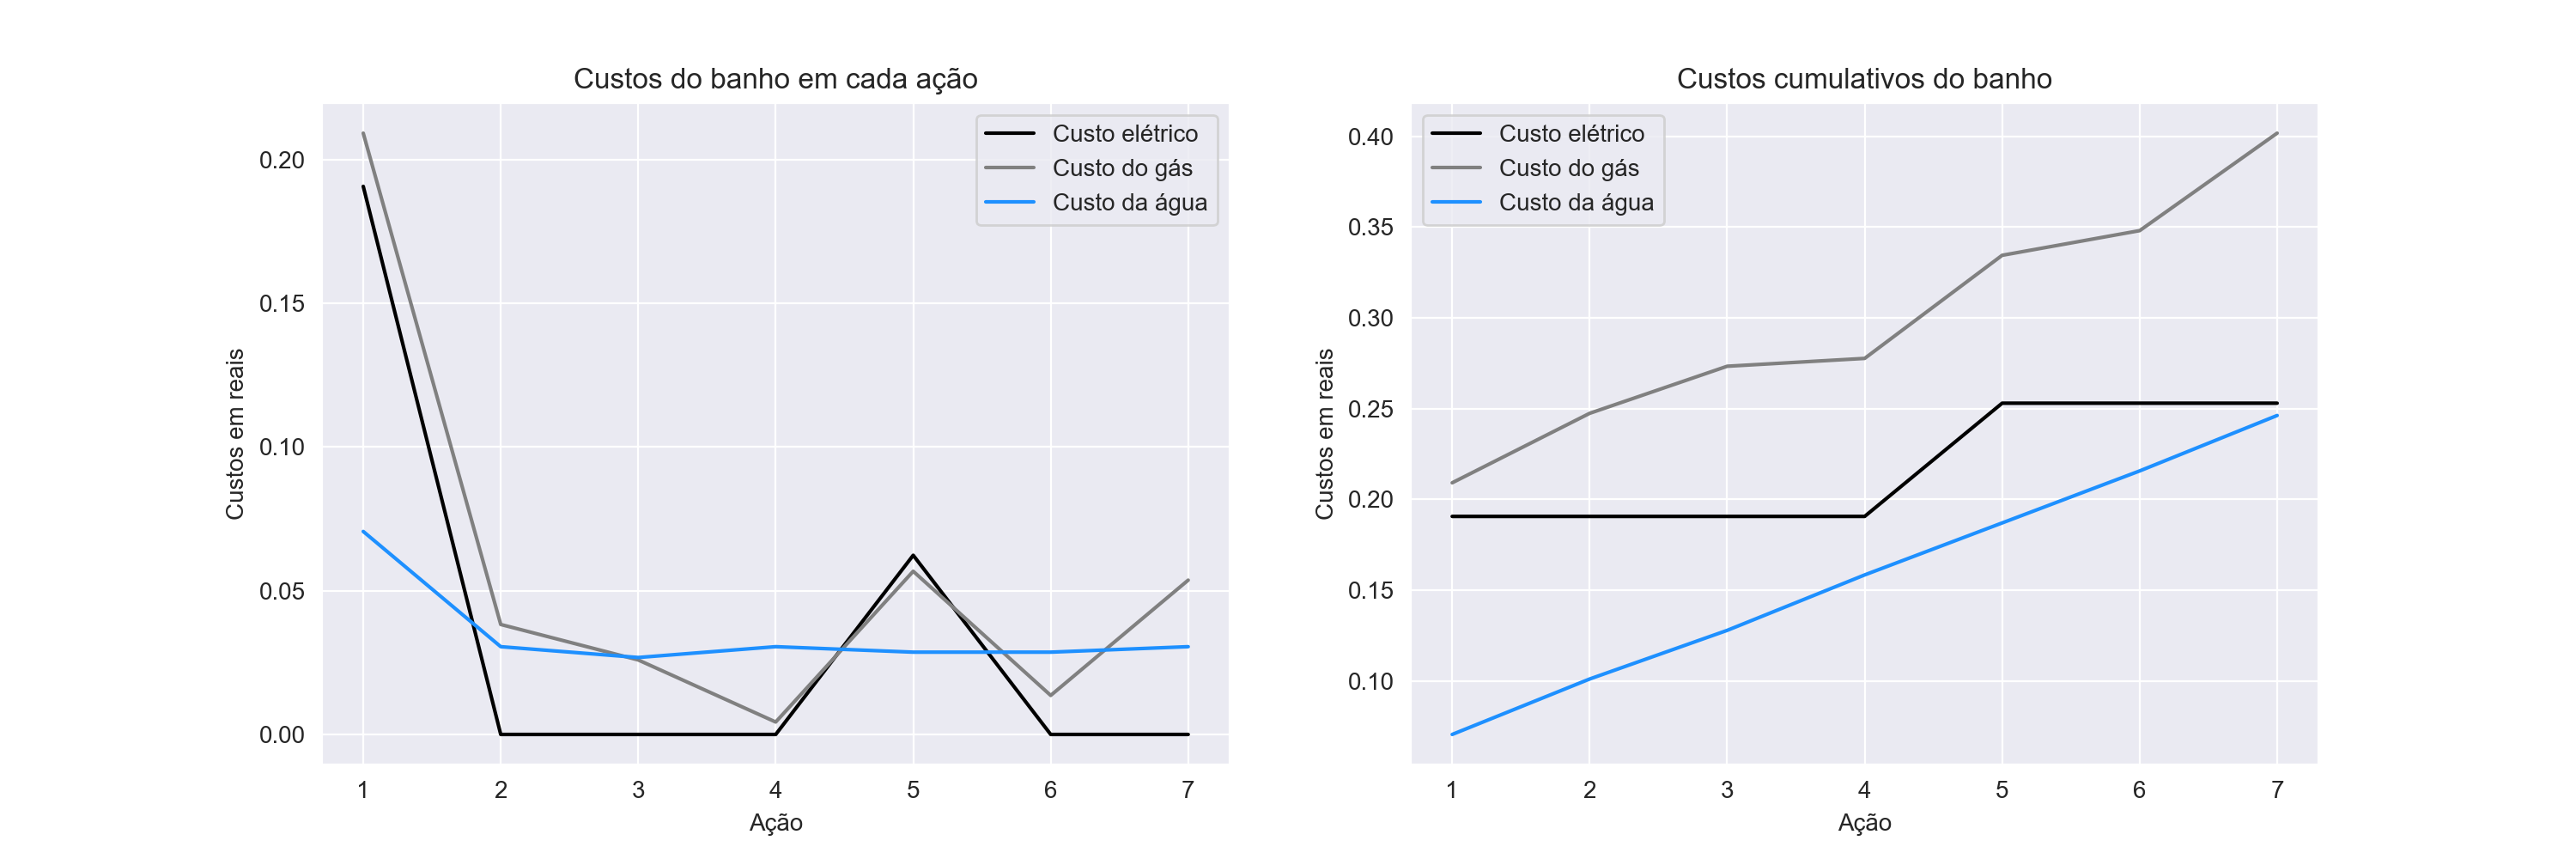 Custos do banho em cada ação
Custo elétrico
Custo do gás
Custo da água
0.20
0.15
0.10
0.05
0.00
Custos em reais
1 2 3 4 5 6 7
Ação
Custos cumulativos do banho
Custo elétrico
Custo do gás
Custo da água
0.40
0.35
0.30
0.25
0.20
0.15
0.10
Custos em reais
1 2 3 4 5 6 7
Ação